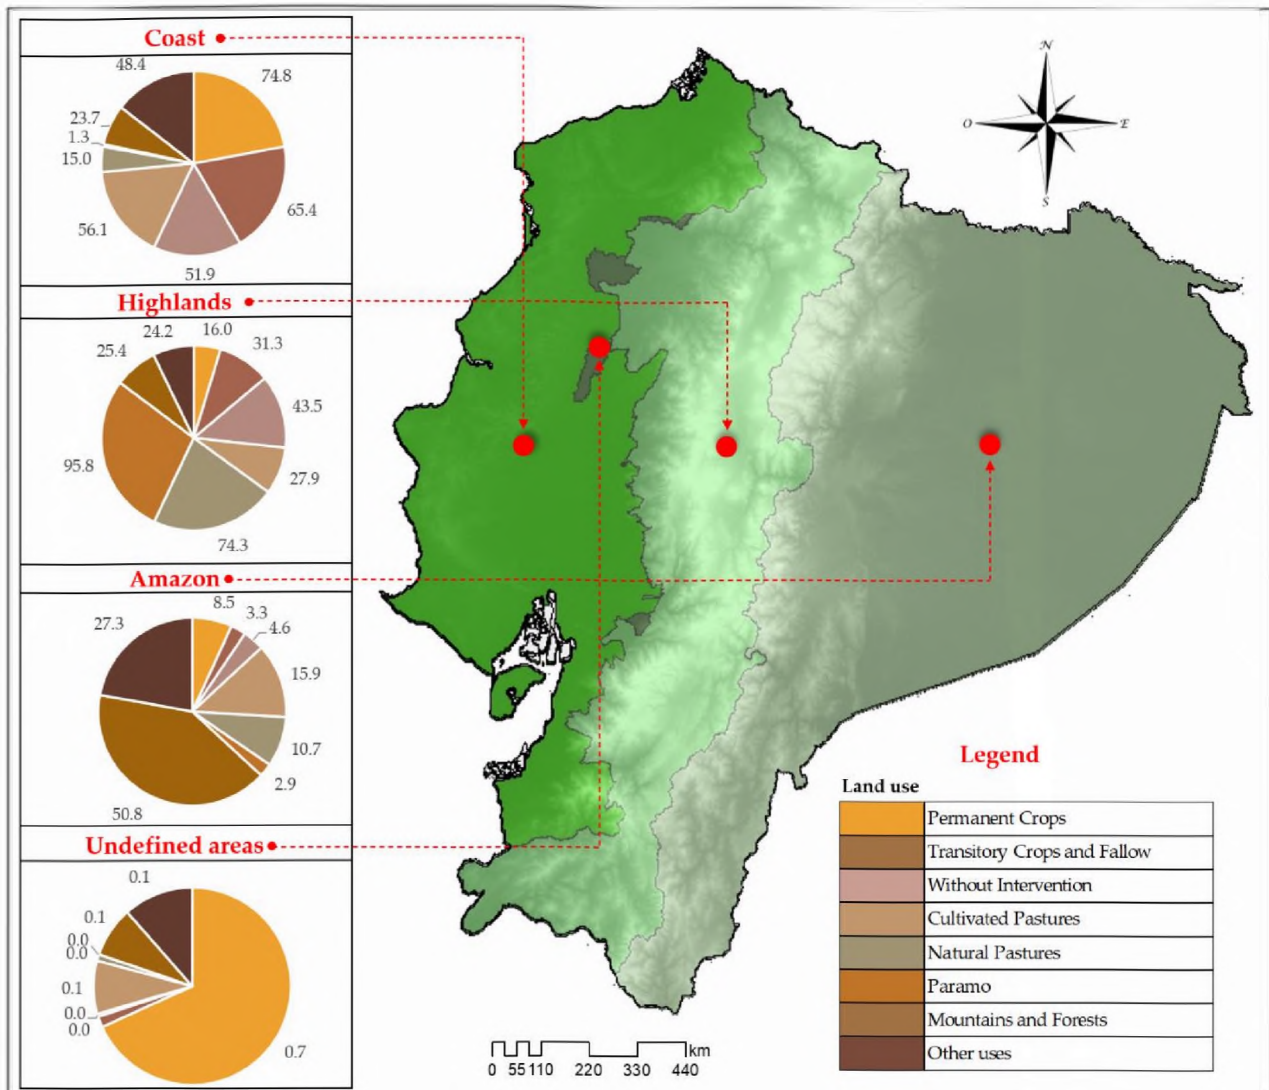 Coast
48.4
74.8
23.7
1.3
15.0
65.4
56.1
51.9
Highlands
24.2
16.0
25.4
31.3
43.5
95.8
27.9
74.3
Amazon
8.5
3.3
27.3
4.6
15.9
10.7
2.9
50.8
Undefined areas
0.1
0.1
0.0
0.0
0.1
0.0
0.0
0.7
N
O
E
S
Legend
Land use
Permanent Crops
Transitory Crops and Fallow
Without Intervention
Cultivated Pastures
Natural Pastures
Paramo
Mountains and Forests
Other uses
km
0 55 110 220 330 440